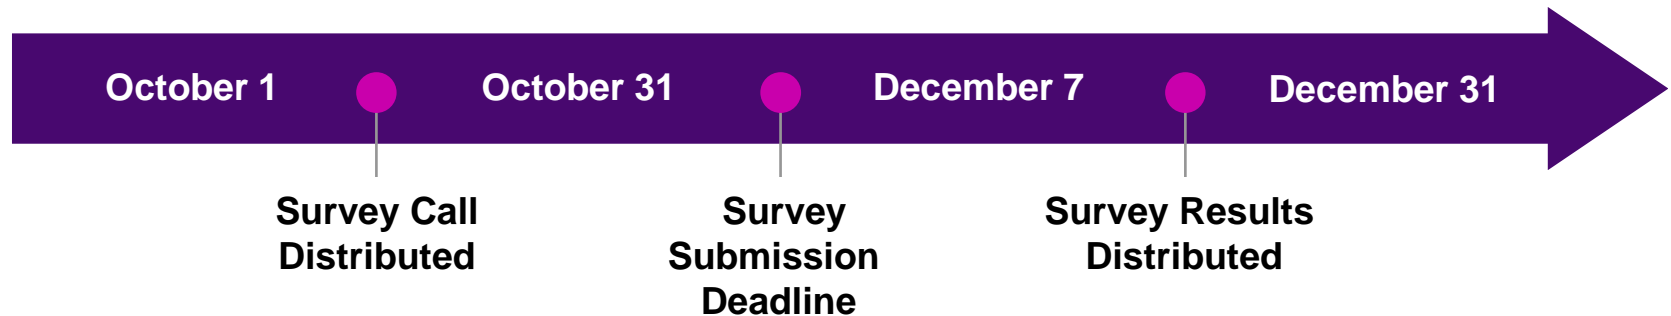 October 1 October 31 December 7 December 31
Survey Call
Distributed
Survey
Submission
Deadline
Survey Results
Distributed